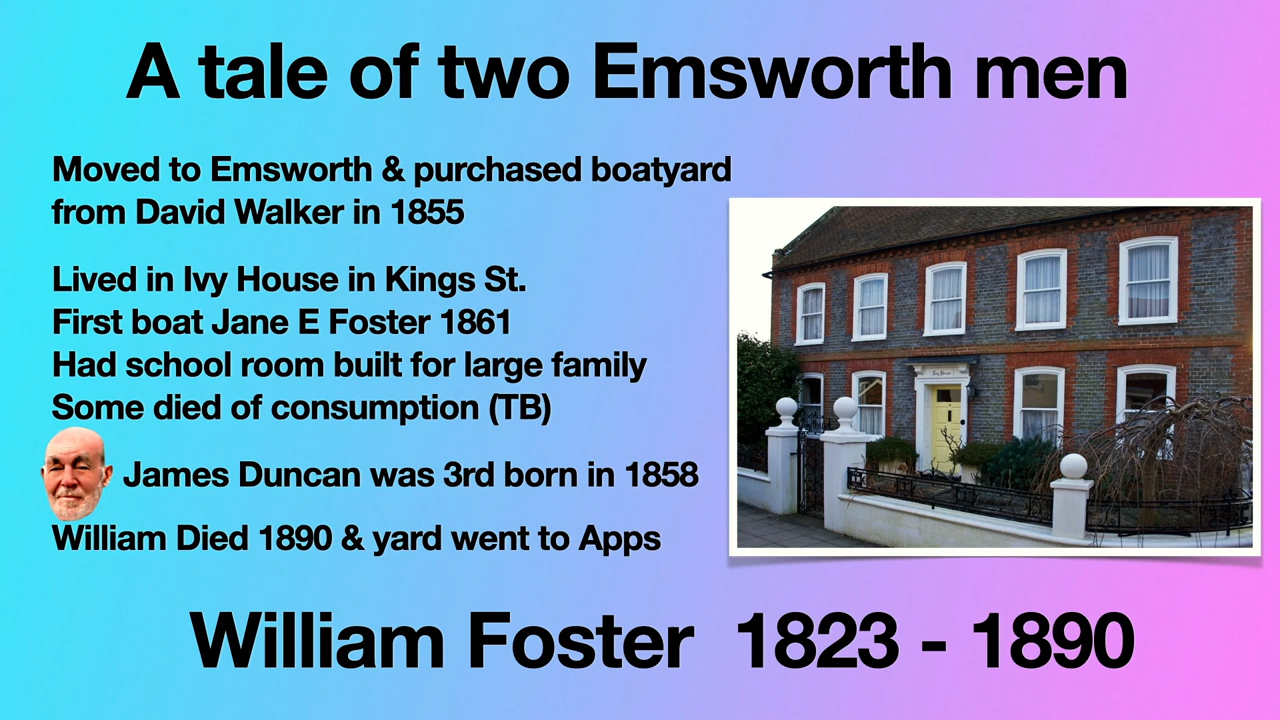 A tale of two Emsworth men
Moved to Emsworth & purchased boatyard
from David Walker in 1855
Lived in Ivy House in Kings St.
First boat Jane E Foster 1861
Had school room built for large family
Some died of consumption (TB)
James Duncan was 3rd born in 1858
William Died 1890 & yard went to Apps
Ivy House
William Foster 1823 - 1890